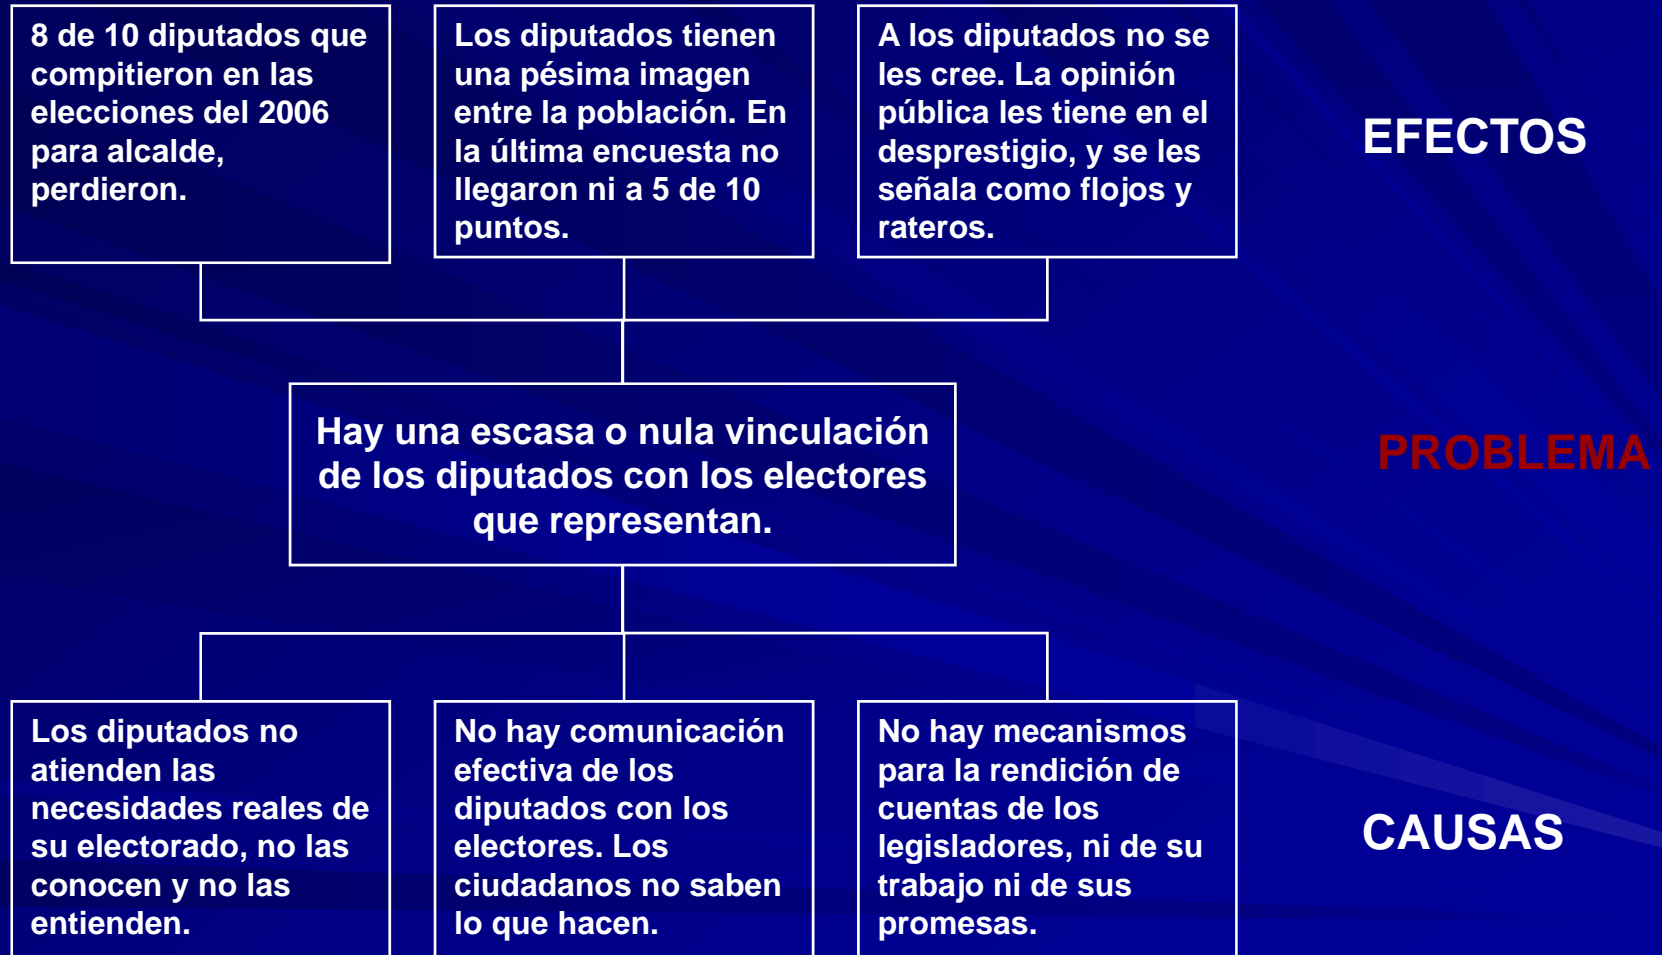 8 de 10 diputados que
compitieron en las
elecciones del 2006
para alcalde,
perdieron.
Los diputados tienen
una pésima imagen
entre la población. En
la última encuesta no
llegaron ni a 5 de 10
puntos.
A los diputados no se
les cree. La opinión
pública les tiene en el
desprestigio, y se les
señala como flojos y
rateros.
EFECTOS
Hay una escasa o nula vinculación
de los diputados con los electores
que representan.
PROBLEMA
Los diputados no
atienden las
necesidades reales de
su electorado, no las
conocen y no las
entienden.
No hay comunicación
efectiva de los
diputados con los
electores. Los
ciudadanos no saben
lo que hacen.
No hay mecanismos
para la rendición de
cuentas de los
legisladores, ni de su
trabajo ni de sus
promesas.
CAUSAS